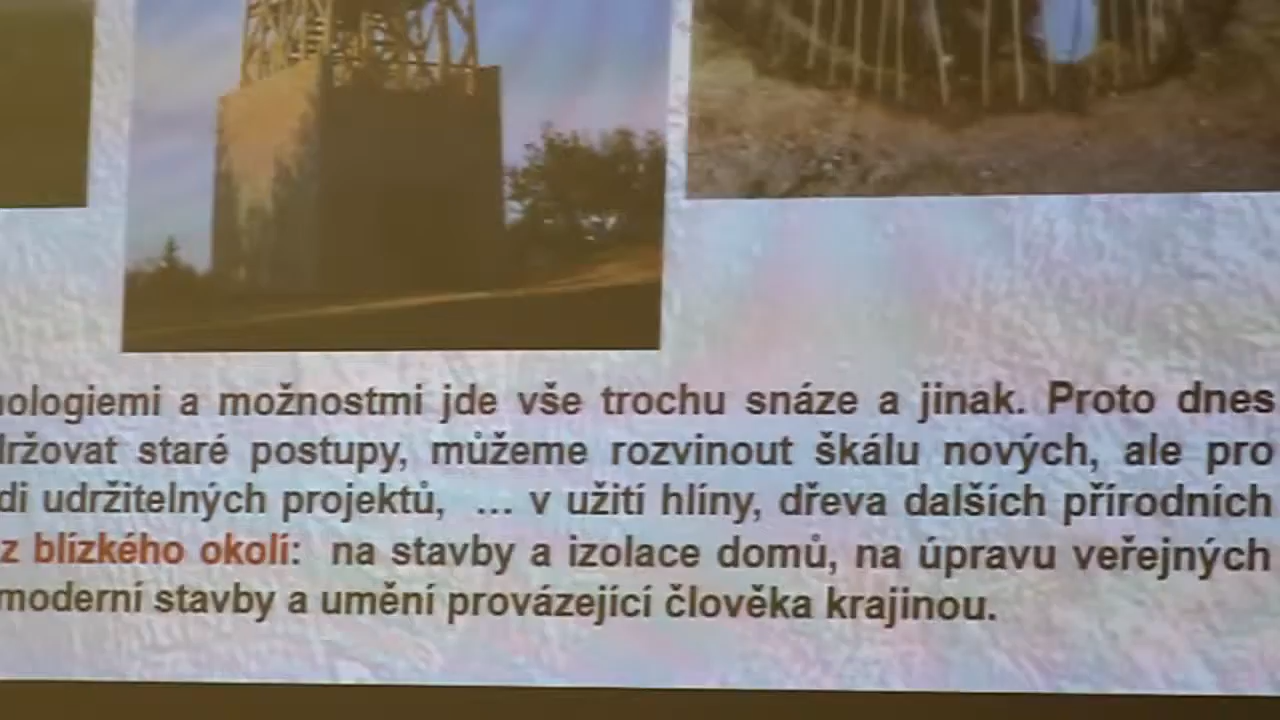 nologiemi a možnostmi jde vše trochu snáze a jinak. Proto dnes
držovat staré postupy, můžeme rozvinout škálu nových, ale pro
di udržitelných projektů, ... v užití hlíny, dřeva dalších přírodních
z blízkého okolí: na stavby a izolace domů, na úpravu veřejných
moderní stavby a umění provázející člověka krajinou.